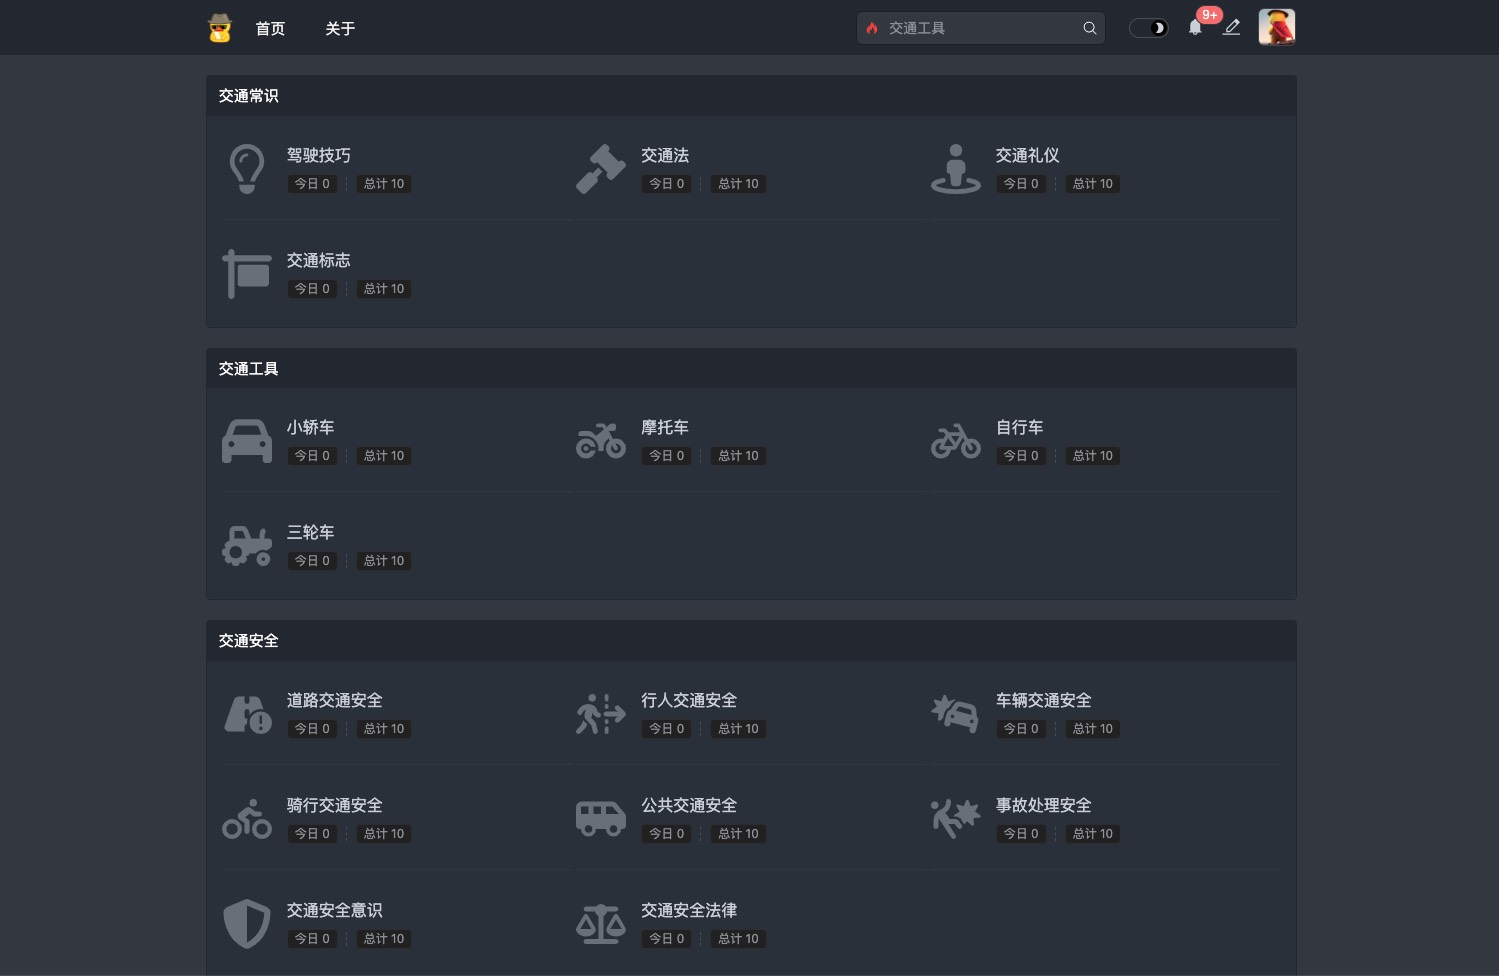 首页 关于 交通工具 9+
交通常识
驾驶技巧 交通法 交通礼仪
今日 0 总计 10 今日 0 总计 10 今日 0 总计 10
交通标志
今日 0 总计 10
交通工具
小轿车 摩托车 自行车
今日 0 总计 10 今日 0 总计 10 今日 0 总计 10
三轮车
今日 0 总计 10
交通安全
道路交通安全 行人交通安全 车辆交通安全
今日 0 总计 10 今日 0 总计 10 今日 0 总计 10
骑行交通安全 公共交通安全 事故处理安全
今日 0 总计 10 今日 0 总计 10 今日 0 总计 10
交通安全意识 交通安全法律
今日 0 总计 10 今日 0 总计 10